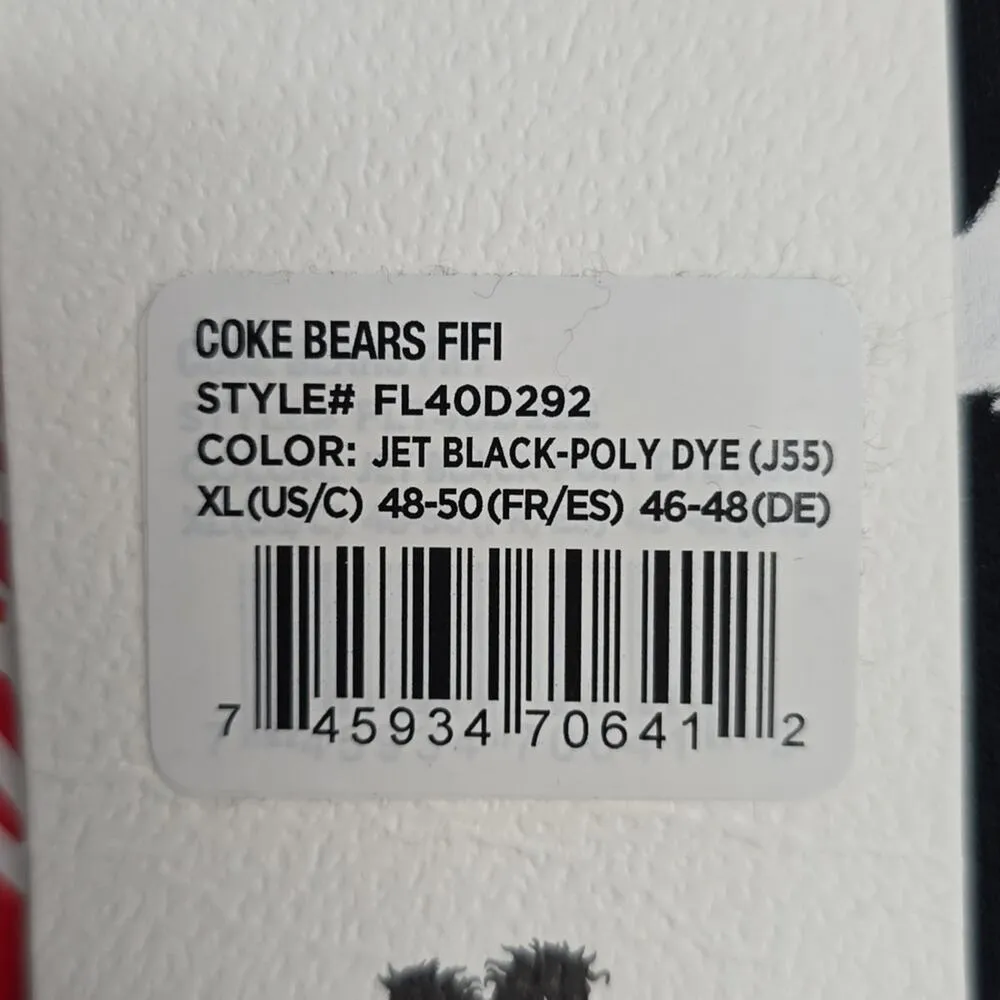 COKE BEARS FIFI
STYLE# FL40D292
COLOR: JET BLACK-POLY DYE (J55)
XL(US/C) 48-50(FR/ES) 46-48(DE)
7 45934 70641 2